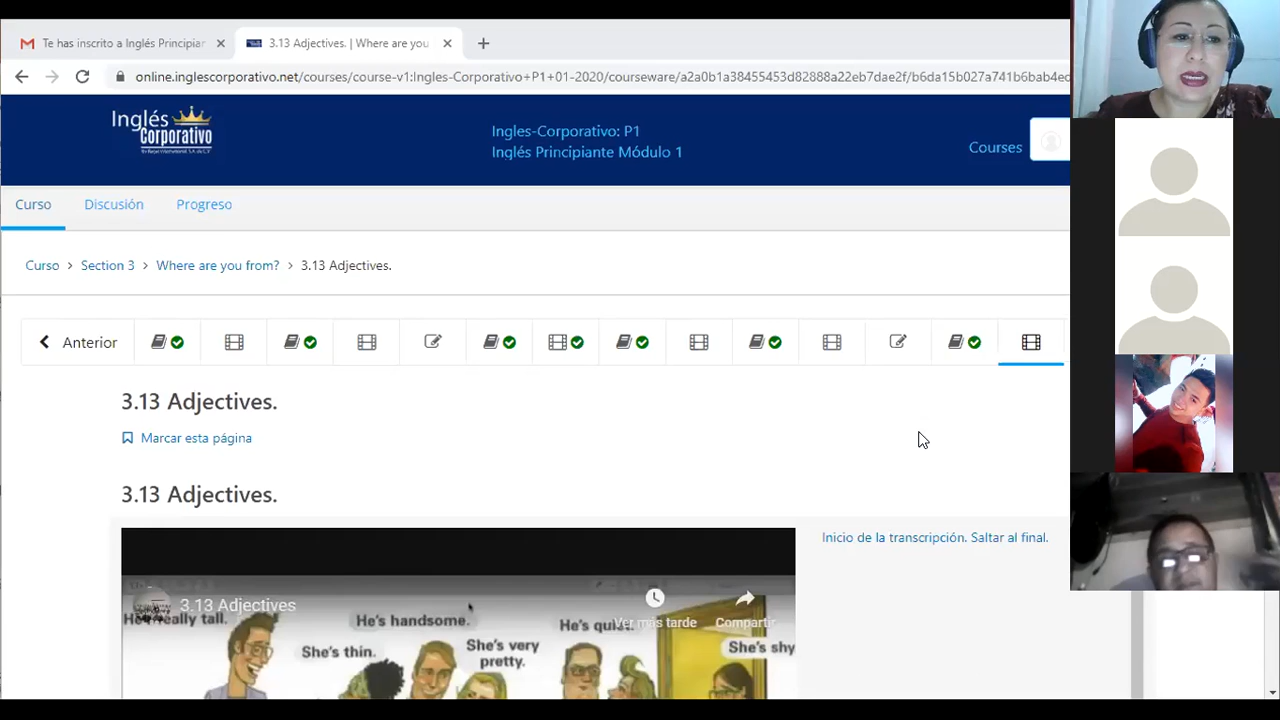 Te has inscrito a Inglés Principiar
3.13 Adjectives. | Where are you
online.inglescorporativo.net/courses/course-v1:Ingles-Corporativo+P1+01-2020/courseware/a2a0b1a38455453d82888a22eb7dae2f/b6da15b027a741b6bab4ed
Inglés
Corporativo
Ingles-Corporativo: P1
Inglés Principiante Módulo 1
Courses
Curso
Discusión
Progreso
Curso > Section 3 > Where are you from? > 3.13 Adjectives.
Anterior
3.13 Adjectives.
Marcar esta página
3.13 Adjectives.
Inicio de la transcripción. Saltar al final.
3.13 Adjectives
Ver más tarde
Compartir
really tall.
He's handsome.
He's quiet.
She's thin.
She's very
pretty.
She's shy